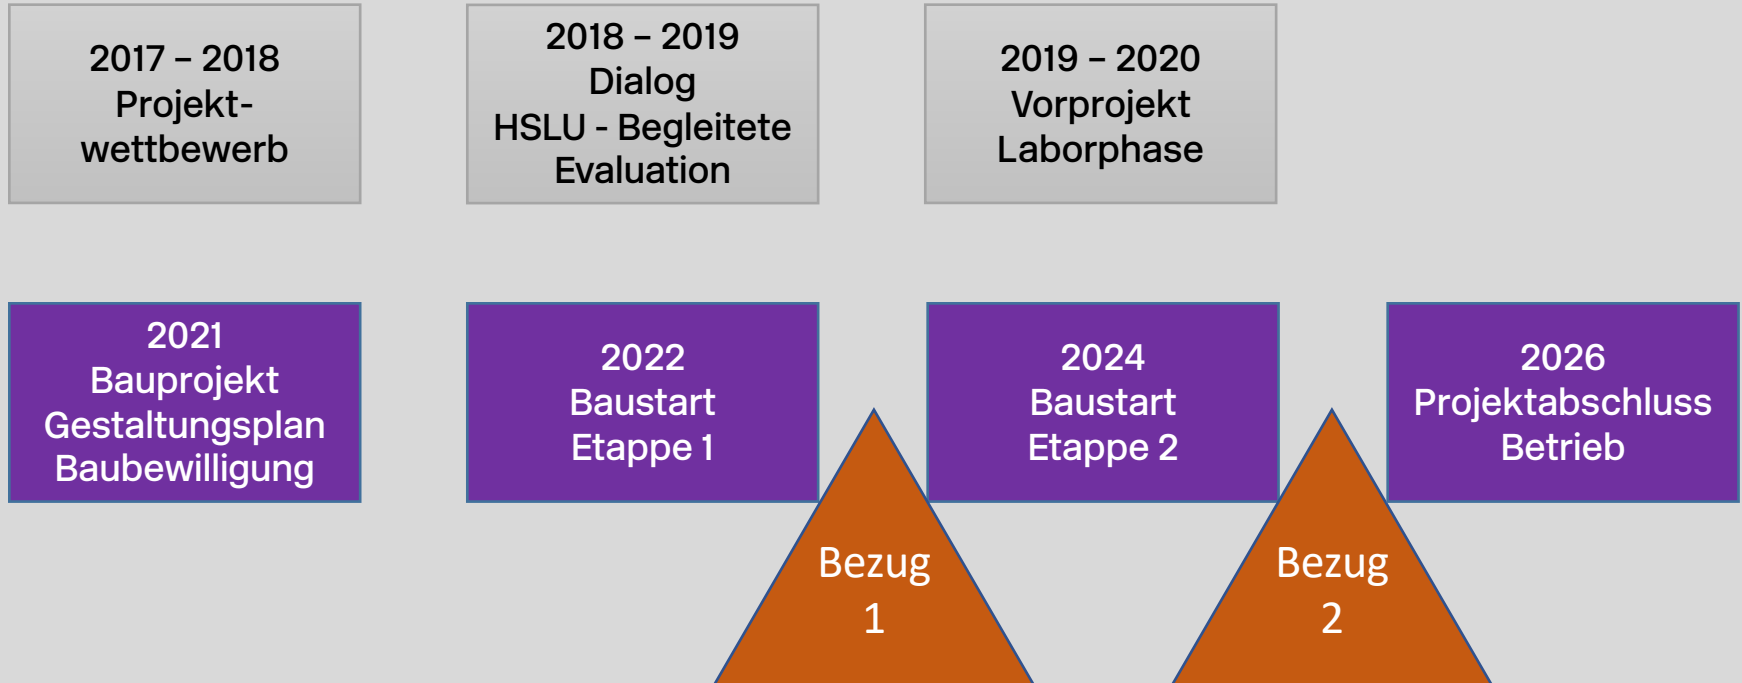 2017 – 2018
Projekt-
wettbewerb
2018 – 2019
Dialog
HSLU - Begleitete
Evaluation
2019 – 2020
Vorprojekt
Laborphase
2021
Bauprojekt
Gestaltungsplan
Baubewilligung
2022
Baustart
Etappe 1
2024
Baustart
Etappe 2
2026
Projektabschluss
Betrieb
Bezug
1
Bezug
2